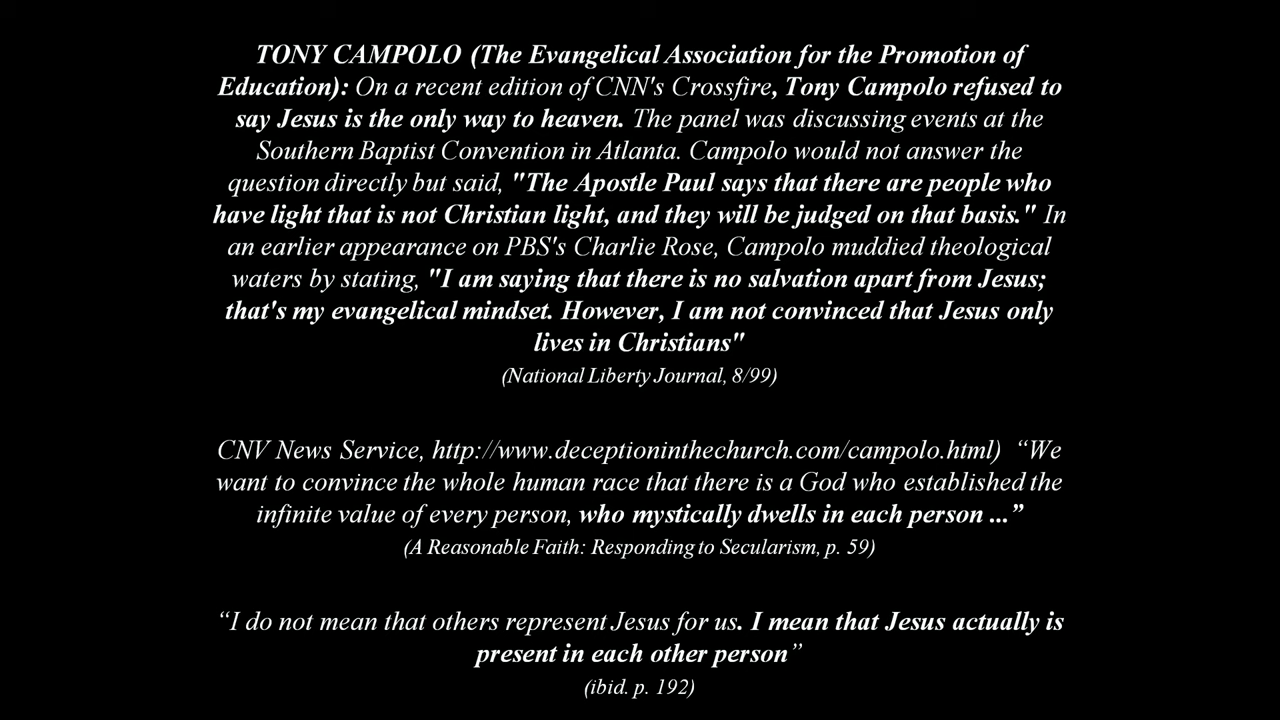 TONY CAMPOLO (The Evangelical Association for the Promotion of
Education): On a recent edition of CNN's Crossfire, Tony Campolo refused to
say Jesus is the only way to heaven. The panel was discussing events at the
Southern Baptist Convention in Atlanta. Campolo would not answer the
question directly but said, "The Apostle Paul says that there are people who
have light that is not Christian light, and they will be judged on that basis." In
an earlier appearance on PBS's Charlie Rose, Campolo muddied theological
waters by stating, "I am saying that there is no salvation apart from Jesus;
that's my evangelical mindset. However, I am not convinced that Jesus only
lives in Christians"
(National Liberty Journal, 8/99)
CNV News Service, http://www.deceptioninthechurch.com/campolo.html) “We
want to convince the whole human race that there is a God who established the
infinite value of every person, who mystically dwells in each person ...”
(A Reasonable Faith: Responding to Secularism, p. 59)
“I do not mean that others represent Jesus for us. I mean that Jesus actually is
present in each other person”
(ibid. p. 192)